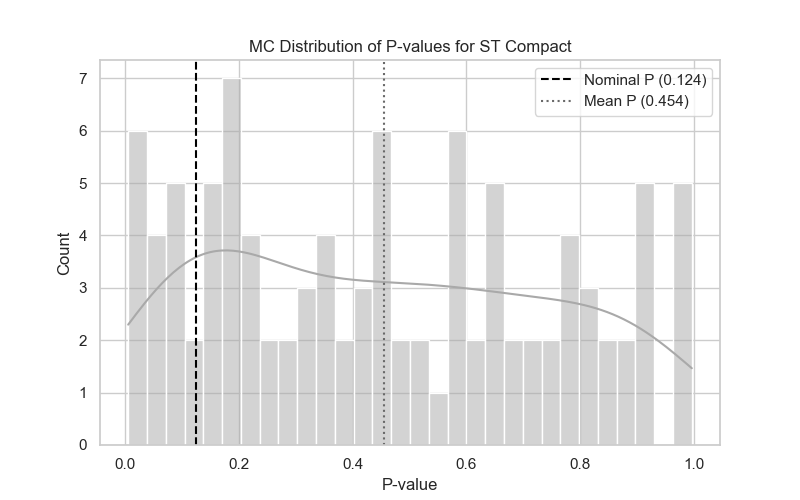 MC Distribution of P-values for ST Compact
Nominal P (0.124)
Mean P (0.454)
Count
7
6
5
4
3
2
1
0
0.0 0.2 0.4 0.6 0.8 1.0
P-value